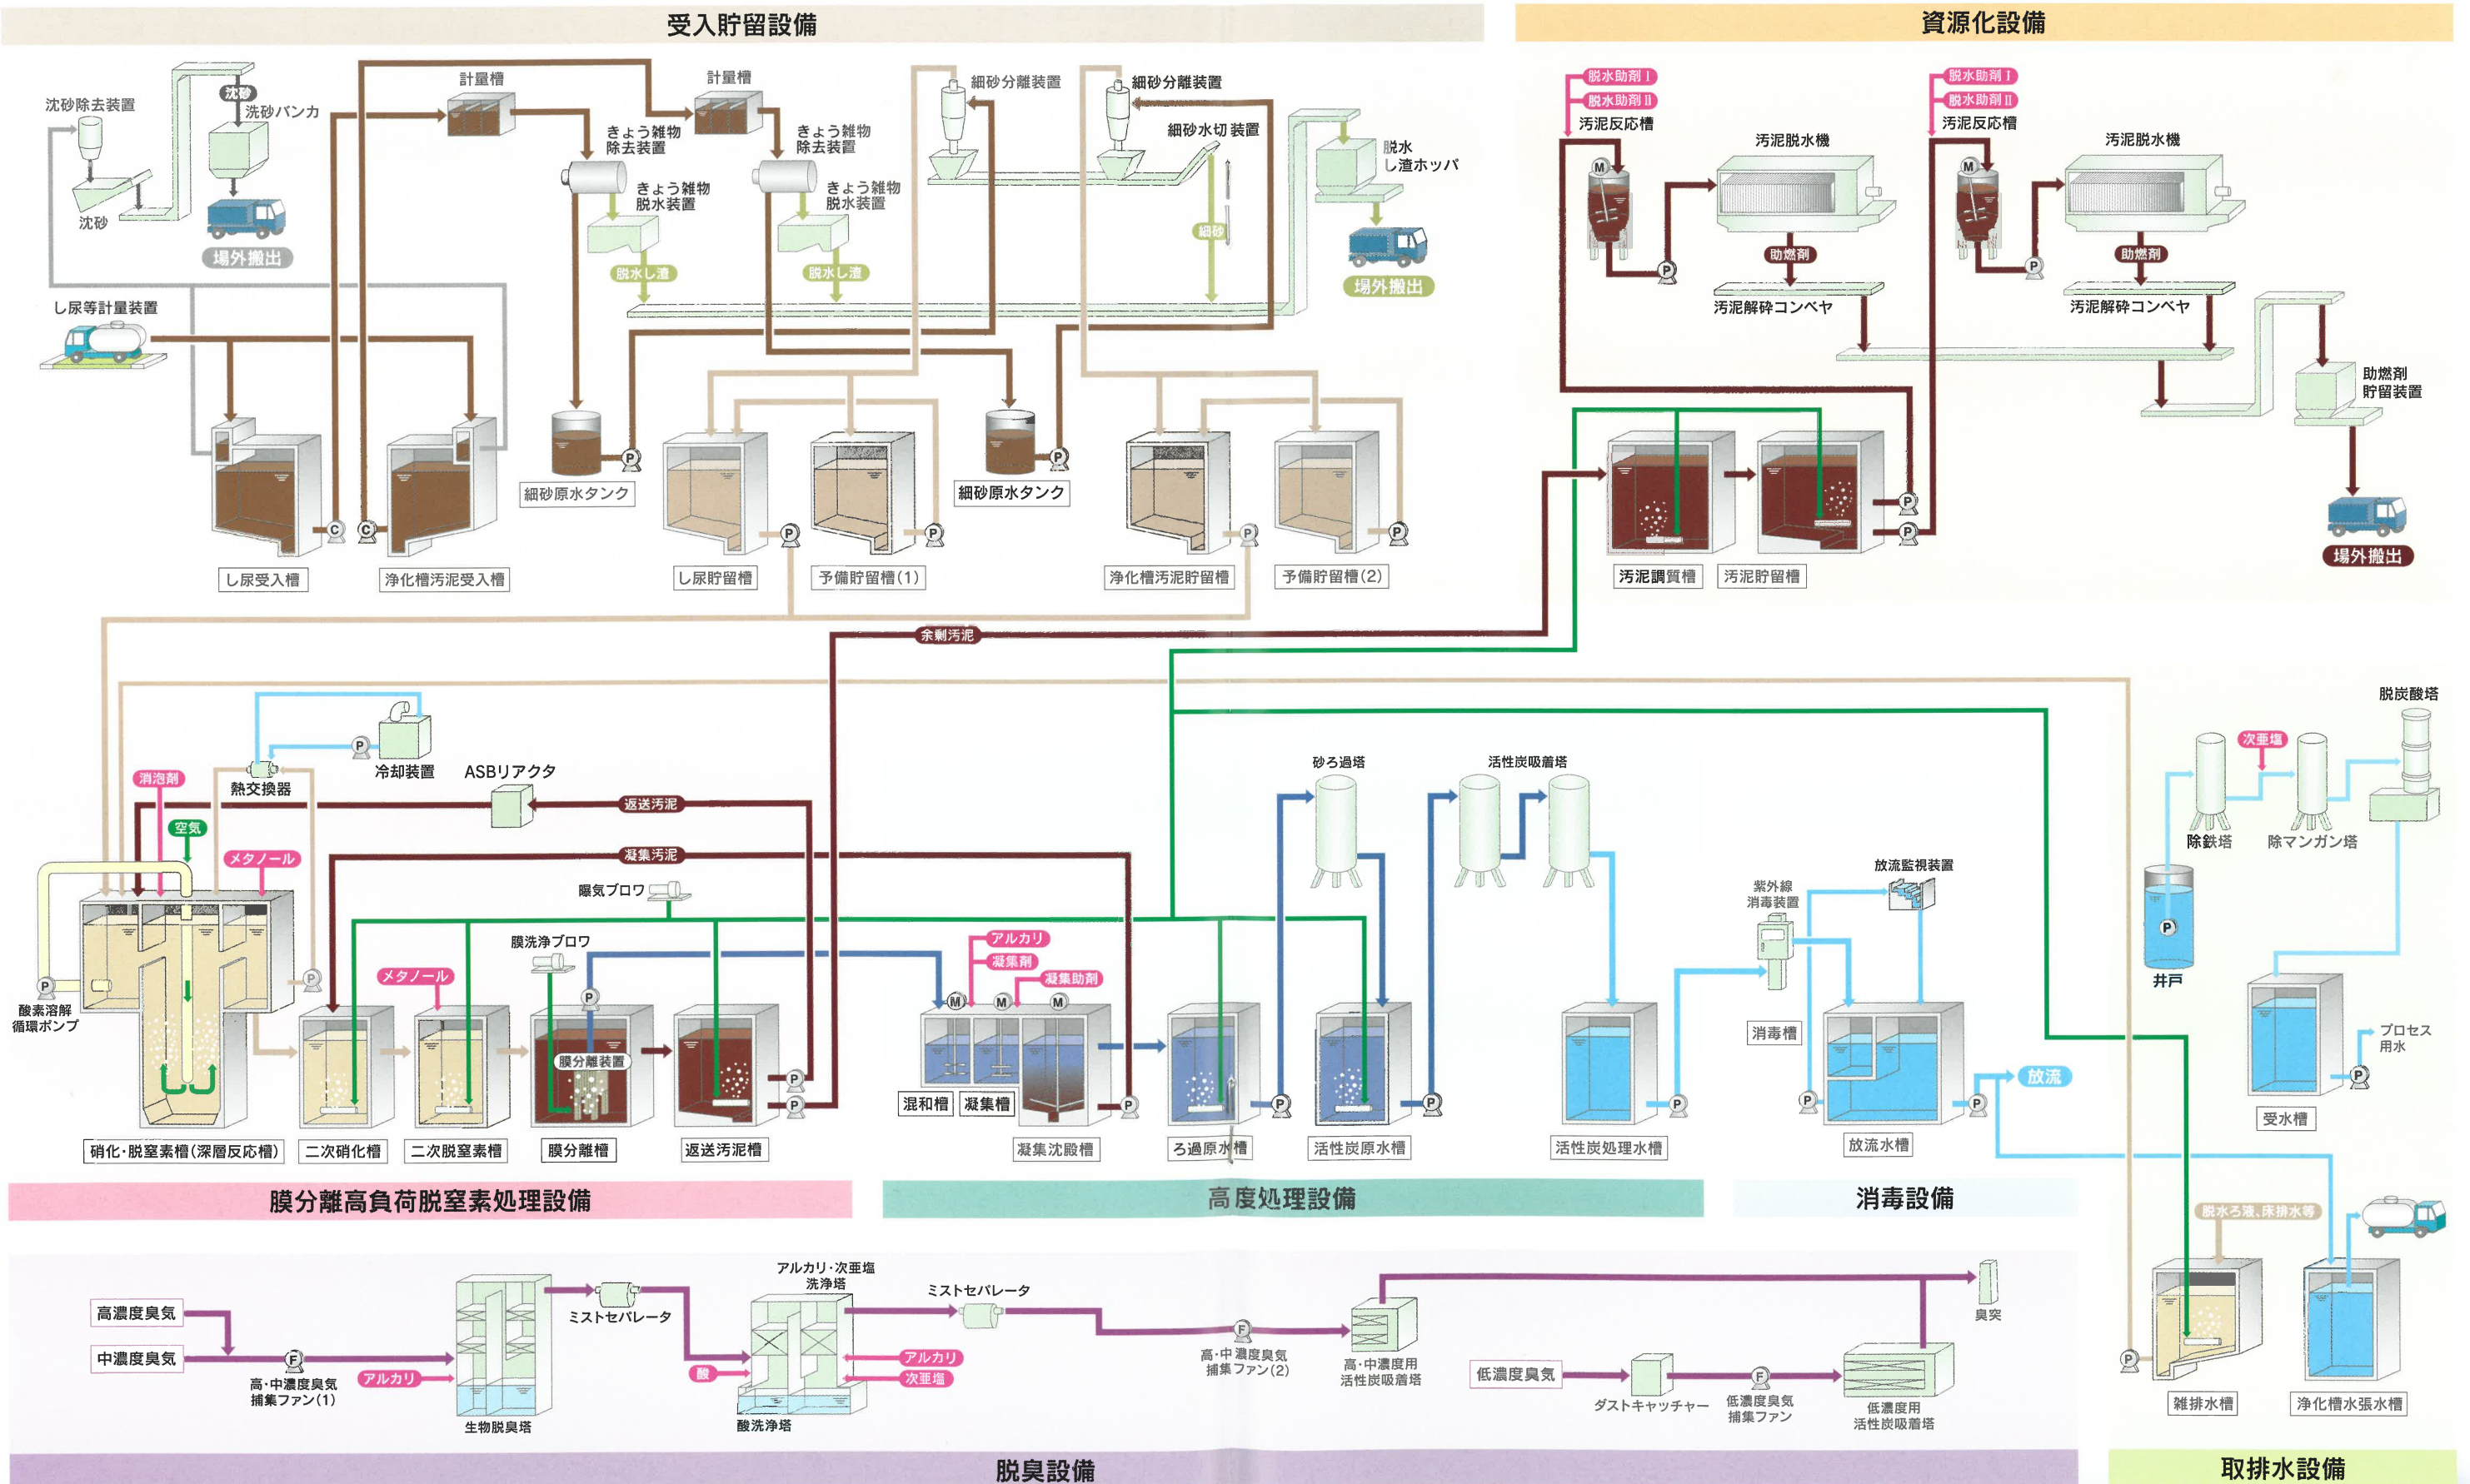 受入貯留設備
沈砂除去装置
沈砂
沈砂
洗砂バンカ
場外搬出
し尿等計量装置
計量槽
計量槽
きょう雑物
除去装置
きょう雑物
脱水装置
脱水し渣
きょう雑物
除去装置
きょう雑物
脱水装置
脱水し渣
細砂分離装置
細砂分離装置
細砂水切装置
細砂
脱水
し渣ホッパ
場外搬出
C
C
P
P
P
P
P
P
し尿受入槽
浄化槽汚泥受入槽
細砂原水タンク
し尿貯留槽
予備貯留槽(1)
細砂原水タンク
浄化槽汚泥貯留槽
予備貯留槽(2)
資源化設備
脱水助剤Ⅰ
脱水助剤Ⅱ
汚泥反応槽
M
P
汚泥脱水機
助燃剤
汚泥解砕コンベヤ
脱水助剤Ⅰ
脱水助剤Ⅱ
汚泥反応槽
M
P
汚泥脱水機
助燃剤
汚泥解砕コンベヤ
助燃剤
貯留装置
場外搬出
P
P
汚泥調質槽
汚泥貯留槽
余剰汚泥
消泡剤
空気
メタノール
熱交換器
P
冷却装置
ASBリアクタ
返送汚泥
凝集汚泥
曝気ブロワ
膜洗浄ブロワ
メタノール
P
酸素溶解
循環ポンプ
P
P
膜分離装置
P
P
硝化・脱窒素槽(深層反応槽)
二次硝化槽
二次脱窒素槽
膜分離槽
返送汚泥槽
膜分離高負荷脱窒素処理設備
アルカリ
凝集剤
凝集助剤
M
M
M
混和槽
凝集槽
凝集沈殿槽
P
砂ろ過塔
活性炭吸着塔
P
P
P
ろ過原水槽
活性炭原水槽
活性炭処理水槽
高度処理設備
紫外線
消毒装置
放流監視装置
消毒槽
P
P
放流
放流水槽
消毒設備
脱炭酸塔
次亜塩
除鉄塔
除マンガン塔
P
井戸
プロセス
用水
P
受水槽
脱水ろ液、床排水等
P
雑排水槽
浄化槽水張水槽
取排水設備
高濃度臭気
中濃度臭気
F
高・中濃度臭気
捕集ファン(1)
アルカリ
生物脱臭塔
ミストセパレータ
アルカリ・次亜塩
洗浄塔
酸
アルカリ
次亜塩
酸洗浄塔
ミストセパレータ
F
高・中濃度臭気
捕集ファン(2)
高・中濃度用
活性炭吸着塔
低濃度臭気
ダストキャッチャー
F
低濃度臭気
捕集ファン
低濃度用
活性炭吸着塔
臭突
脱臭設備